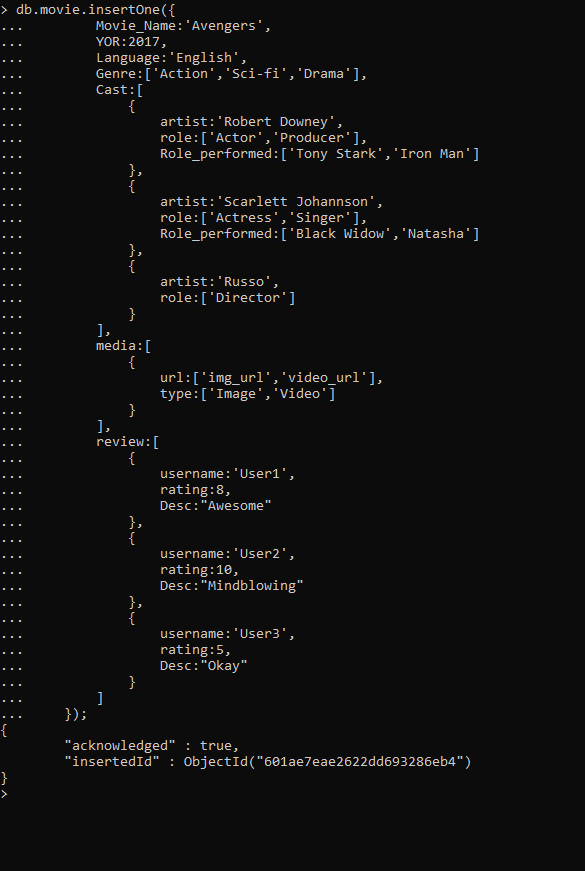 > db.movie.insertOne({
...         Movie_Name:'Avengers',
...         YOR:2017,
...         Language:'English',
...         Genre:['Action','Sci-fi','Drama'],
...         Cast:[
...             {
...                 artist:'Robert Downey',
...                 role:['Actor','Producer'],
...                 Role_performed:['Tony Stark','Iron Man']
...             },
...             {
...                 artist:'Scarlett Johannson',
...                 role:['Actress','Singer'],
...                 Role_performed:['Black Widow','Natasha']
...             },
...             {
...                 artist:'Russo',
...                 role:['Director']
...             }
...         ],
...         media:[
...             {
...                 url:['img_url','video_url'],
...                 type:['Image','Video']
...             }
...         ],
...         review:[
...             {
...                 username:'User1',
...                 rating:8,
...                 Desc:"Awesome"
...             },
...             {
...                 username:'User2',
...                 rating:10,
...                 Desc:"Mindblowing"
...             },
...             {
...                 username:'User3',
...                 rating:5,
...                 Desc:"Okay"
...             }
...         ]
...     });
{
        "acknowledged" : true,
        "insertedId" : ObjectId("601ae7eae2622dd693286eb4")
}
>